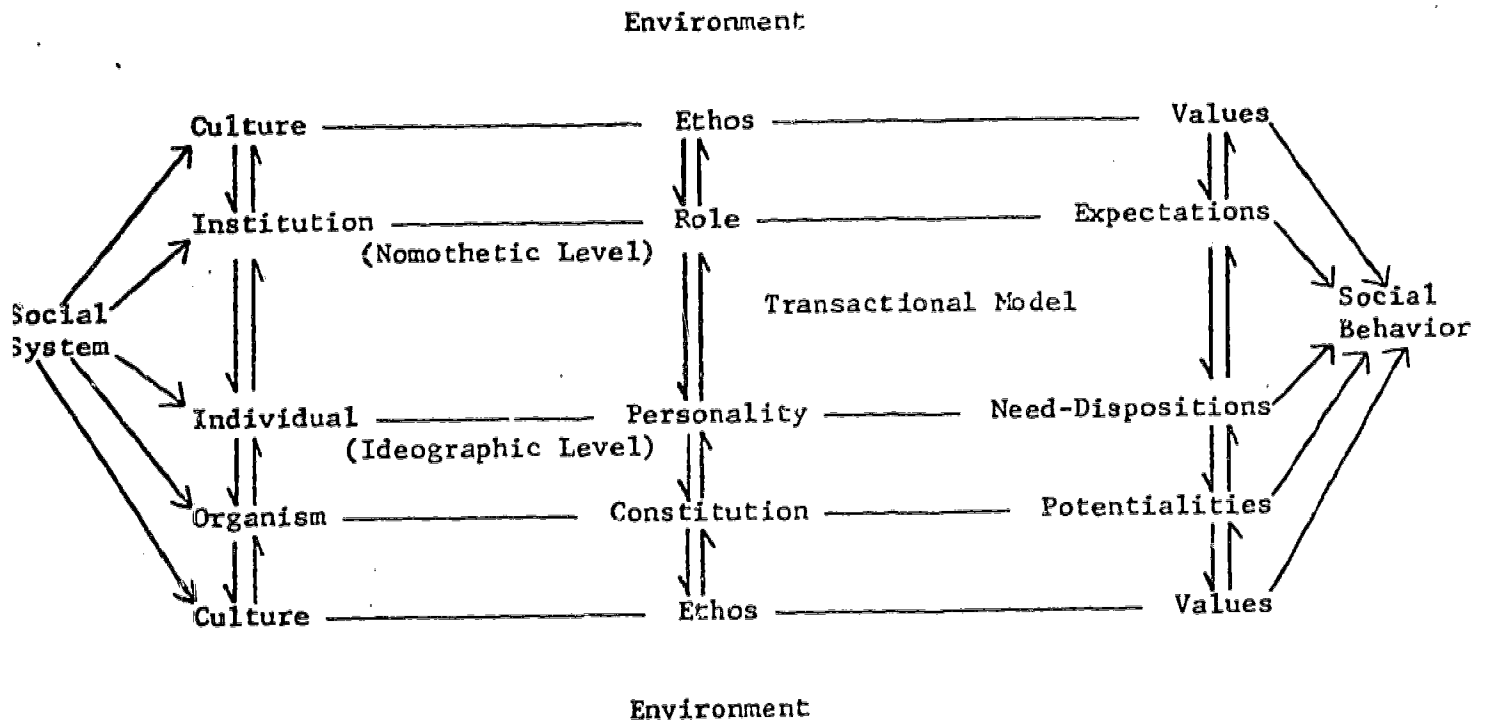 Environment
Culture Ethos Values
Institution Role Expectations
(Nomothetic Level)
Transactional Model
Social
System
Social
Behavior
Individual Personality Need-Dispositions
(Ideographic Level)
Organism Constitution Potentialities
Culture Ethos Values
Environment